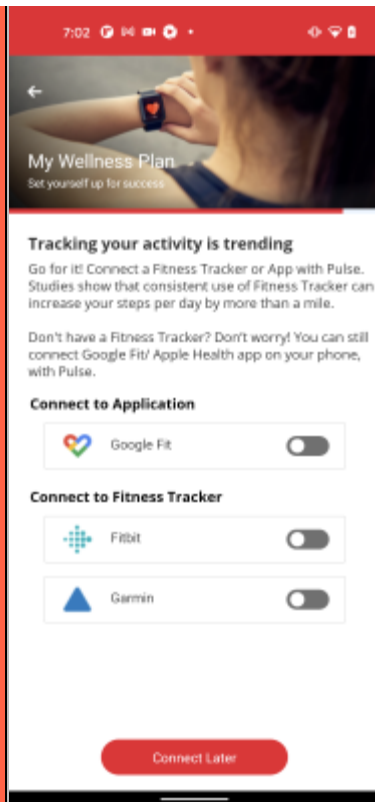 7:02
My Wellness Plan
Set yourself up for success
Tracking your activity is trending
Go for it! Connect a Fitness Tracker or App with Pulse.
Studies show that consistent use of Fitness Tracker can
increase your steps per day by more than a mile.
Don't have a Fitness Tracker? Don't worry! You can still
connect Google Fit/ Apple Health app on your phone,
with Pulse.
Connect to Application
Google Fit
Connect to Fitness Tracker
Fitbit
Garmin
Connect Later